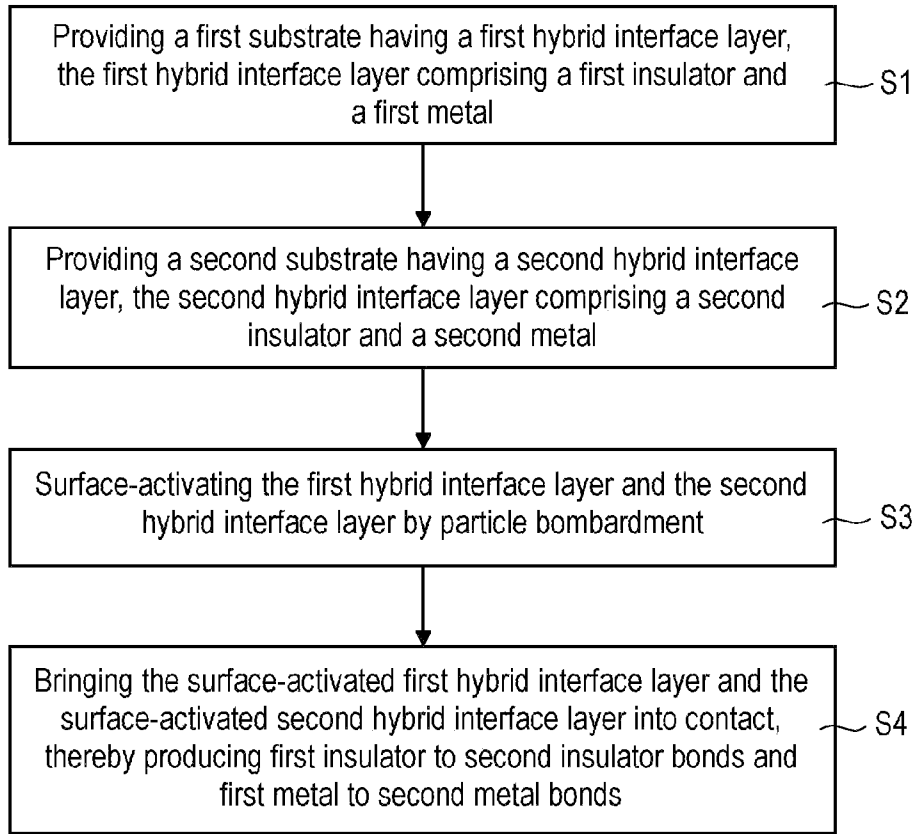 Providing a first substrate having a first hybrid interface layer,
the first hybrid interface layer comprising a first insulator and
a first metal
S1
Providing a second substrate having a second hybrid interface
layer, the second hybrid interface layer comprising a second
insulator and a second metal
S2
Surface-activating the first hybrid interface layer and the second
hybrid interface layer by particle bombardment
S3
Bringing the surface-activated first hybrid interface layer and the
surface-activated second hybrid interface layer into contact,
thereby producing first insulator to second insulator bonds and
first metal to second metal bonds
S4